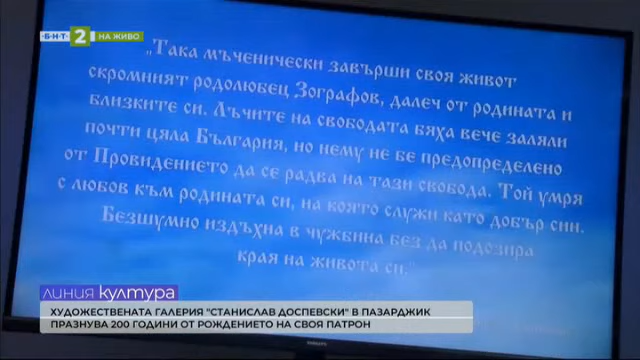 БНТ 2 НА ЖИВО
„Така мъченически завърши своя живот
скромният родолюбец Зографов, далеч от родината и
близките си. Лъчите на свободата бяха вече заляли
почти цяла България, но нему не бе предопределено
от Провидението да се радва на тази свобода. Той умря
с любов към родината си, на която служи като добър син.
Безшумно издъхна в чужбина без да подозира
края на живота си."
ЛИНИЯ КУЛТУРА
ХУДОЖЕСТВЕНАТА ГАЛЕРИЯ "СТАНИСЛАВ ДОСПЕВСКИ" В ПАЗАРДЖИК
ПРАЗНУВА 200 ГОДИНИ ОТ РОЖДЕНИЕТО НА СВОЯ ПАТРОН
PHILIPS